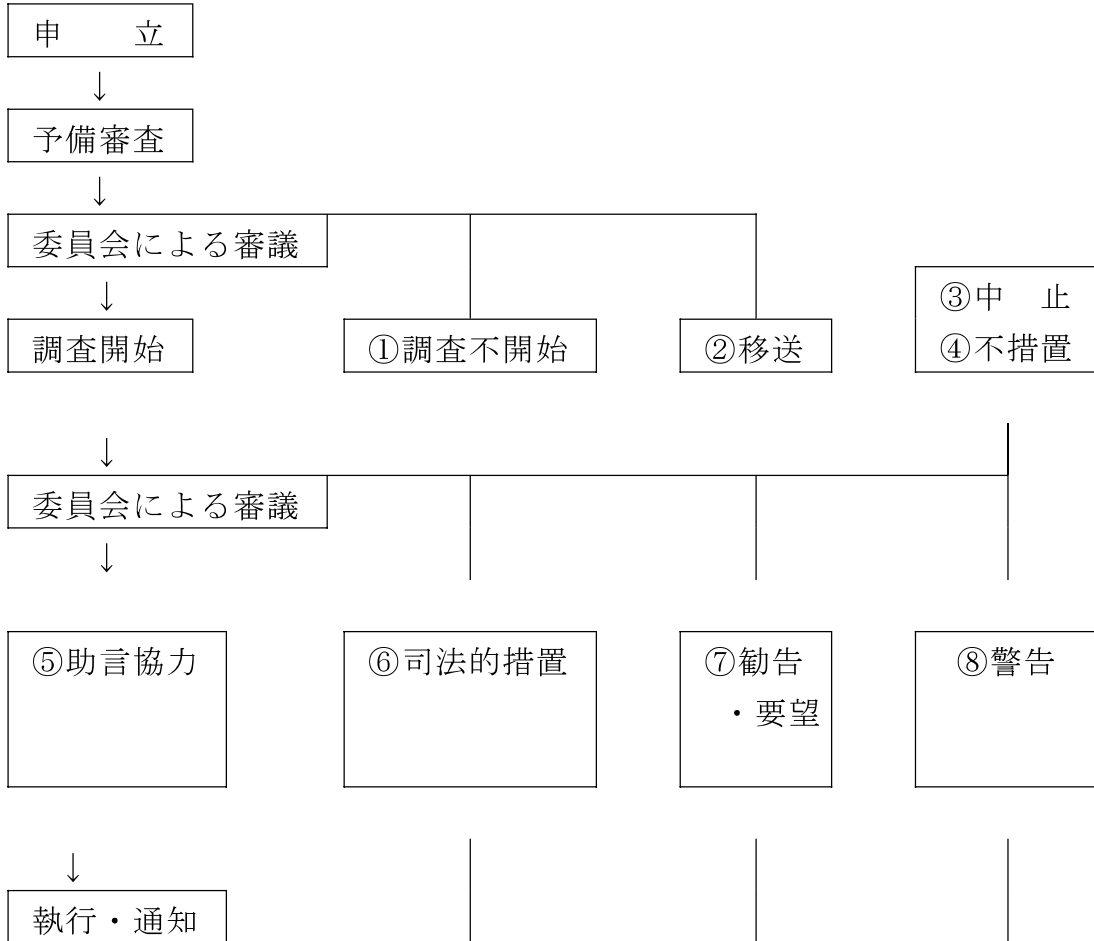 申　　立
↓
予備審査
↓
委員会による審議
↓
③中　止
調査開始　①調査不開始　②移送　④不措置
↓
委員会による審議
↓
⑤助言協力　⑥司法的措置　⑦勧告　⑧警告
・要望
↓
執行・通知